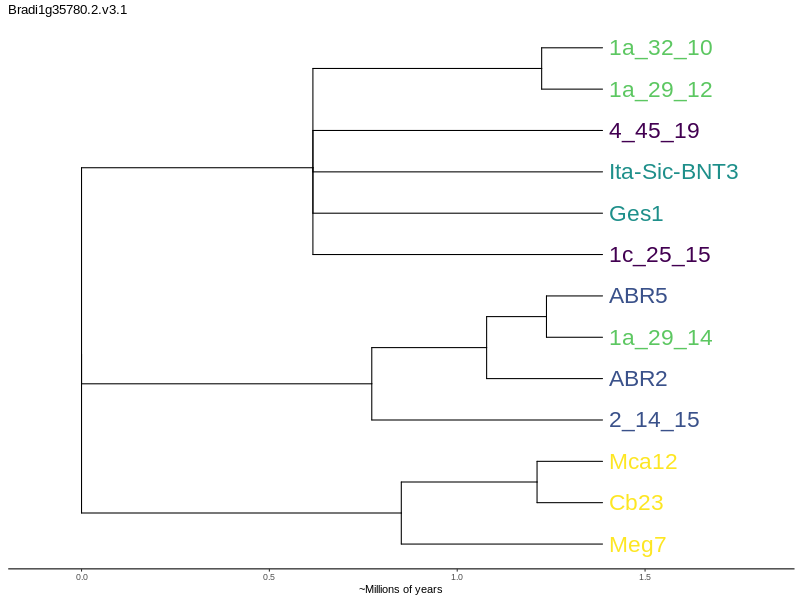 Bradi1g35780.2.v3.1
1a_32_10
1a_29_12
4_45_19
Ita-Sic-BNT3
Ges1
1c_25_15
ABR5
1a_29_14
ABR2
2_14_15
Mca12
Cb23
Meg7
0.0 0.5 1.0 1.5
~Millions of years